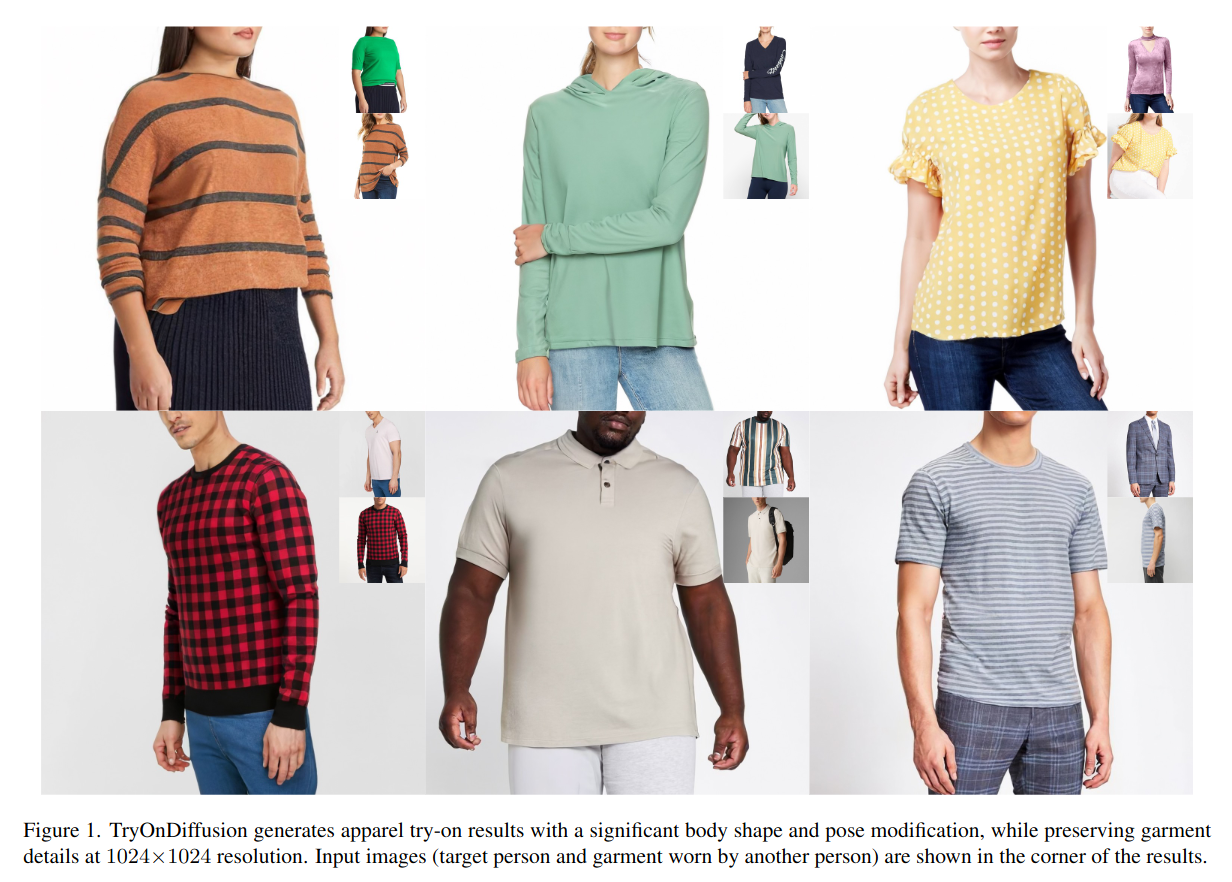 Figure 1. TryOnDiffusion generates apparel try-on results with a significant body shape and pose modification, while preserving garment
details at 1024×1024 resolution. Input images (target person and garment worn by another person) are shown in the corner of the results.